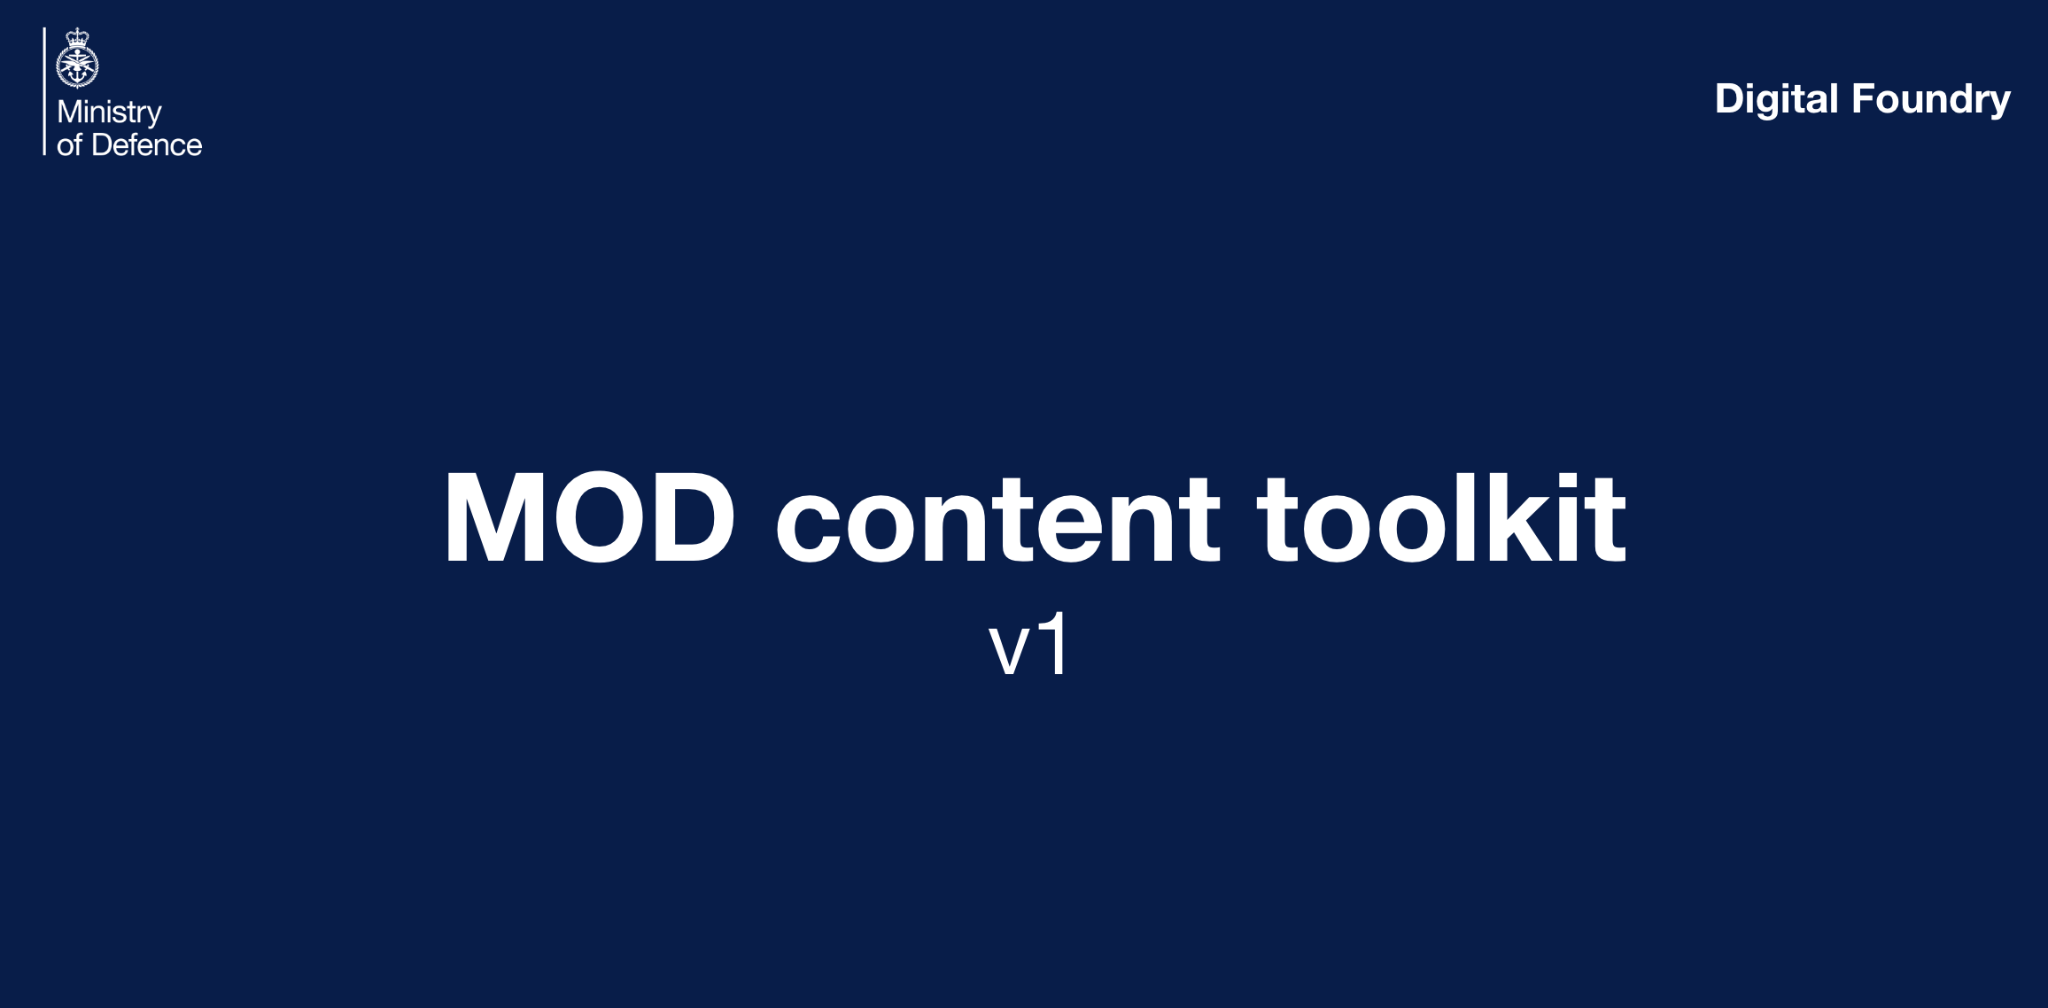 Ministry
of Defence
Digital Foundry
MOD content toolkit
v1